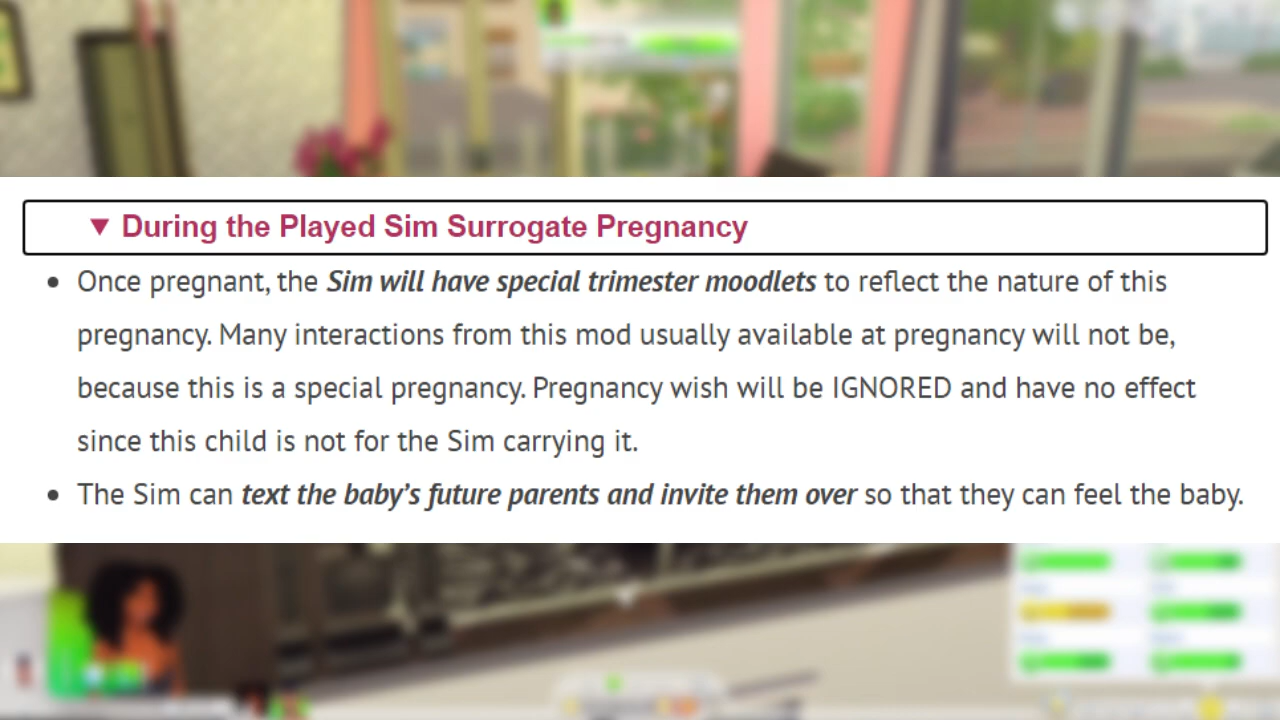 ▼ During the Played Sim Surrogate Pregnancy
• Once pregnant, the Sim will have special trimester moodlets to reflect the nature of this
pregnancy. Many interactions from this mod usually available at pregnancy will not be,
because this is a special pregnancy. Pregnancy wish will be IGNORED and have no effect
since this child is not for the Sim carrying it.
• The Sim can text the baby’s future parents and invite them over so that they can feel the baby.